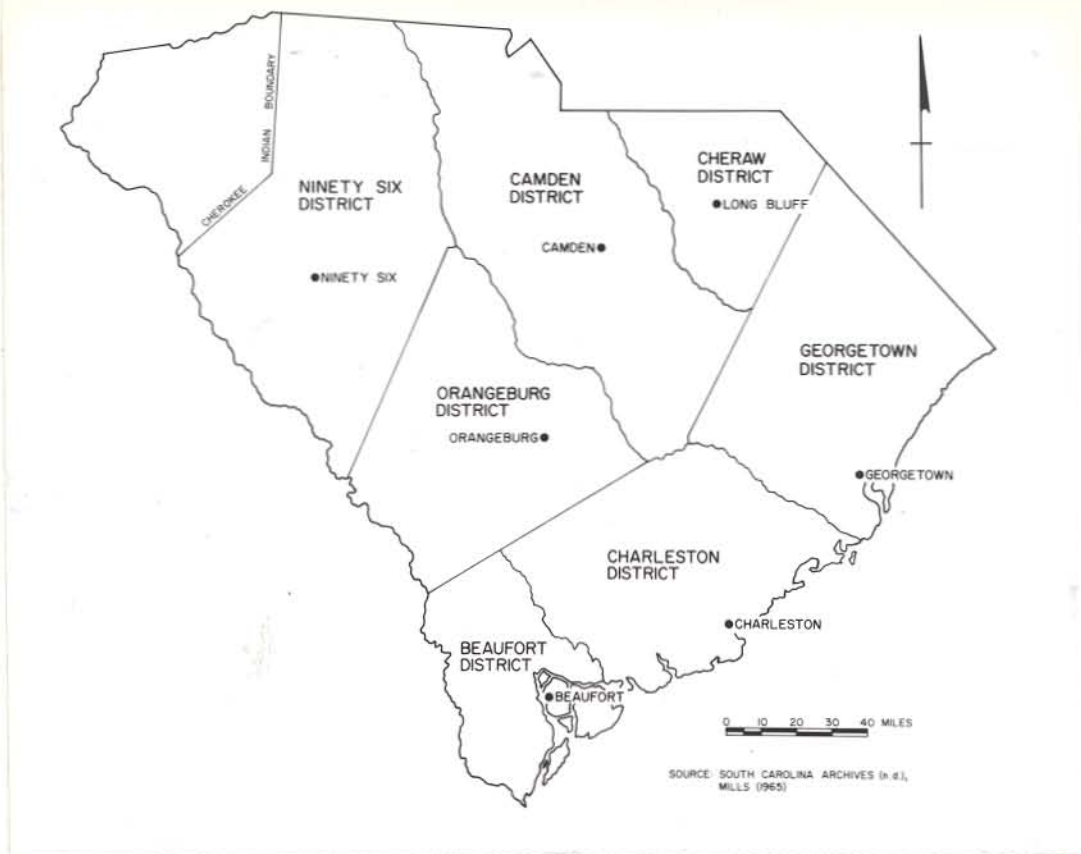 CHEROKEE INDIAN BOUNDARY
NINETY SIX
DISTRICT
NINETY SIX
CAMDEN
DISTRICT
CAMDEN
CHERAW
DISTRICT
LONG BLUFF
GEORGETOWN
DISTRICT
GEORGETOWN
ORANGEBURG
DISTRICT
ORANGEBURG
CHARLESTON
DISTRICT
CHARLESTON
BEAUFORT
DISTRICT
BEAUFORT
0 10 20 30 40 MILES
SOURCE: SOUTH CAROLINA ARCHIVES (n.d.),
MILLS (1965)